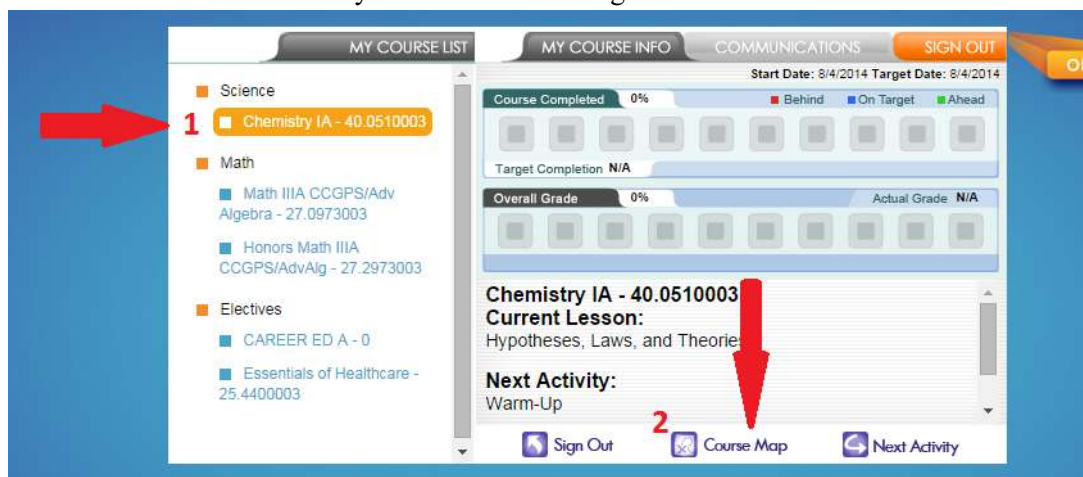 MY COURSE LIST
MY COURSE INFO
COMMUNICATIONS
SIGN OUT
Start Date: 8/4/2014 Target Date: 8/4/2014
Science
1
Chemistry IA - 40.0510003
Math
Math IIIA CCGPS/Adv
Algebra - 27.0973003
Honors Math IIIA
CCGPS/AdvAlg - 27.2973003
Electives
CAREER ED A - 0
Essentials of Healthcare -
25.4400003
Course Completed 0%
Behind On Target Ahead
Target Completion N/A
Overall Grade 0% Actual Grade N/A
Chemistry IA - 40.0510003
Current Lesson:
Hypotheses, Laws, and Theories
Next Activity:
Warm-Up
2
Sign Out
Course Map
Next Activity